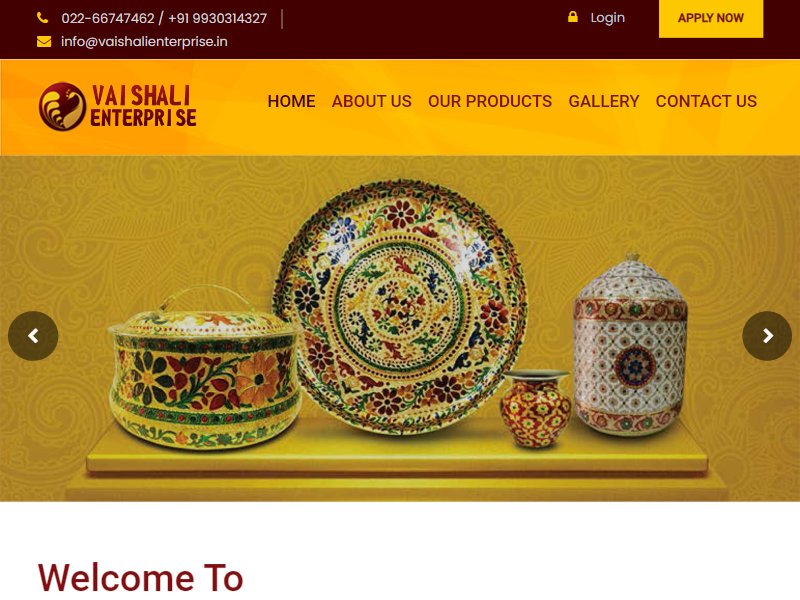 022-66747462 / +91 9930314327
info@vaishalienterprise.in
Login
APPLY NOW
VAISHALI
ENTERPRISE
HOME
ABOUT US
OUR PRODUCTS
GALLERY
CONTACT US
Welcome To